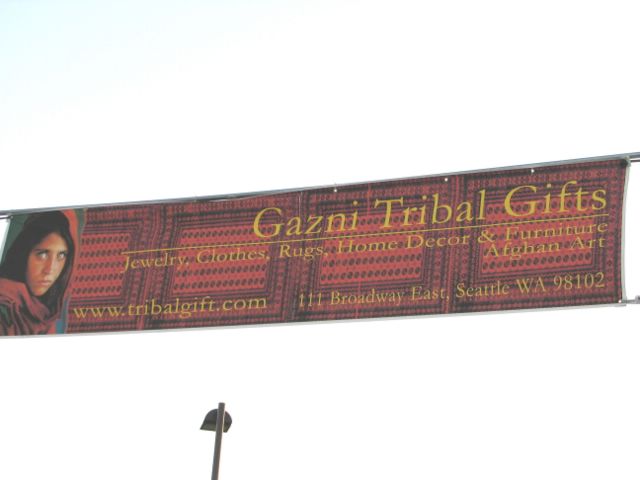 Gazni Tribal Gifts
Jewelry, Clothes, Rugs, Home Decor & Furniture
Afghan Art
www.tribalgift.com 111 Broadway East, Seattle WA 98102